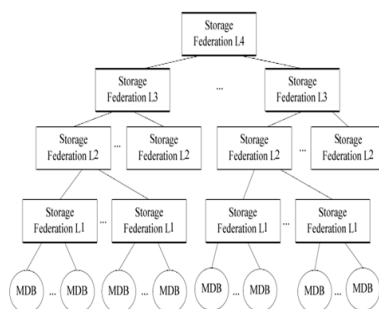 Storage
Federation L4
Storage
Federation L3
...
Storage
Federation L3
Storage
Federation L2
...
Storage
Federation L2
Storage
Federation L2
...
Storage
Federation L2
Storage
Federation L1
...
Storage
Federation L1
Storage
Federation L1
...
Storage
Federation L1
MDB ... MDB MDB ... MDB MDB ... MDB MDB ... MDB